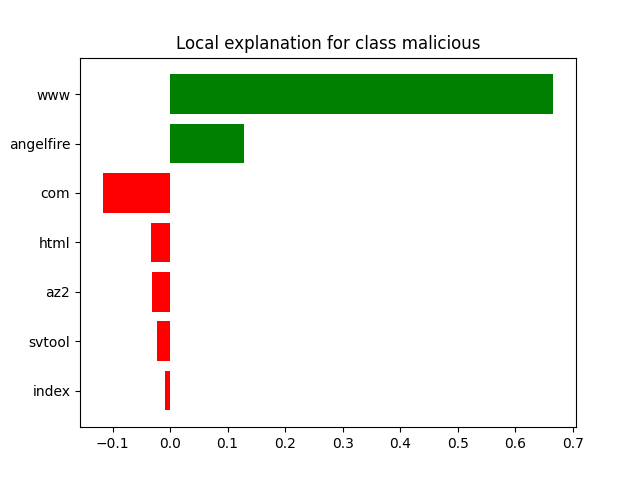 Local explanation for class malicious
www
angelfire
com
html
az2
svtool
index
−0.1 0.0 0.1 0.2 0.3 0.4 0.5 0.6 0.7